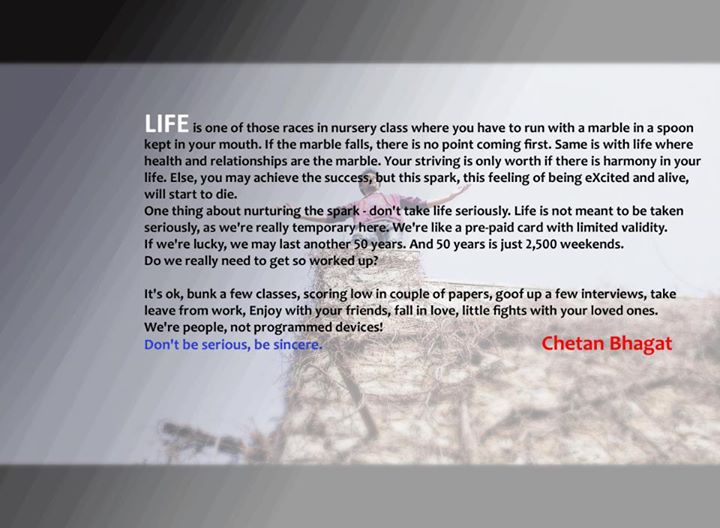 LIFE is one of those races in nursery class where you have to run with a marble in a spoon
kept in your mouth. If the marble falls, there is no point coming first. Same is with life where
health and relationships are the marble. Your striving is only worth if there is harmony in your
life. Else, you may achieve the success, but this spark, this feeling of being eXcited and alive,
will start to die.
One thing about nurturing the spark - don't take life seriously. Life is not meant to be taken
seriously, as we're really temporary here. We're like a pre-paid card with limited validity.
If we're lucky, we may last another 50 years. And 50 years is just 2,500 weekends.
Do we really need to get so worked up?
It's ok, bunk a few classes, scoring low in couple of papers, goof up a few interviews, take
leave from work, Enjoy with your friends, fall in love, little fights with your loved ones.
We're people, not programmed devices!
Don't be serious, be sincere. Chetan Bhagat